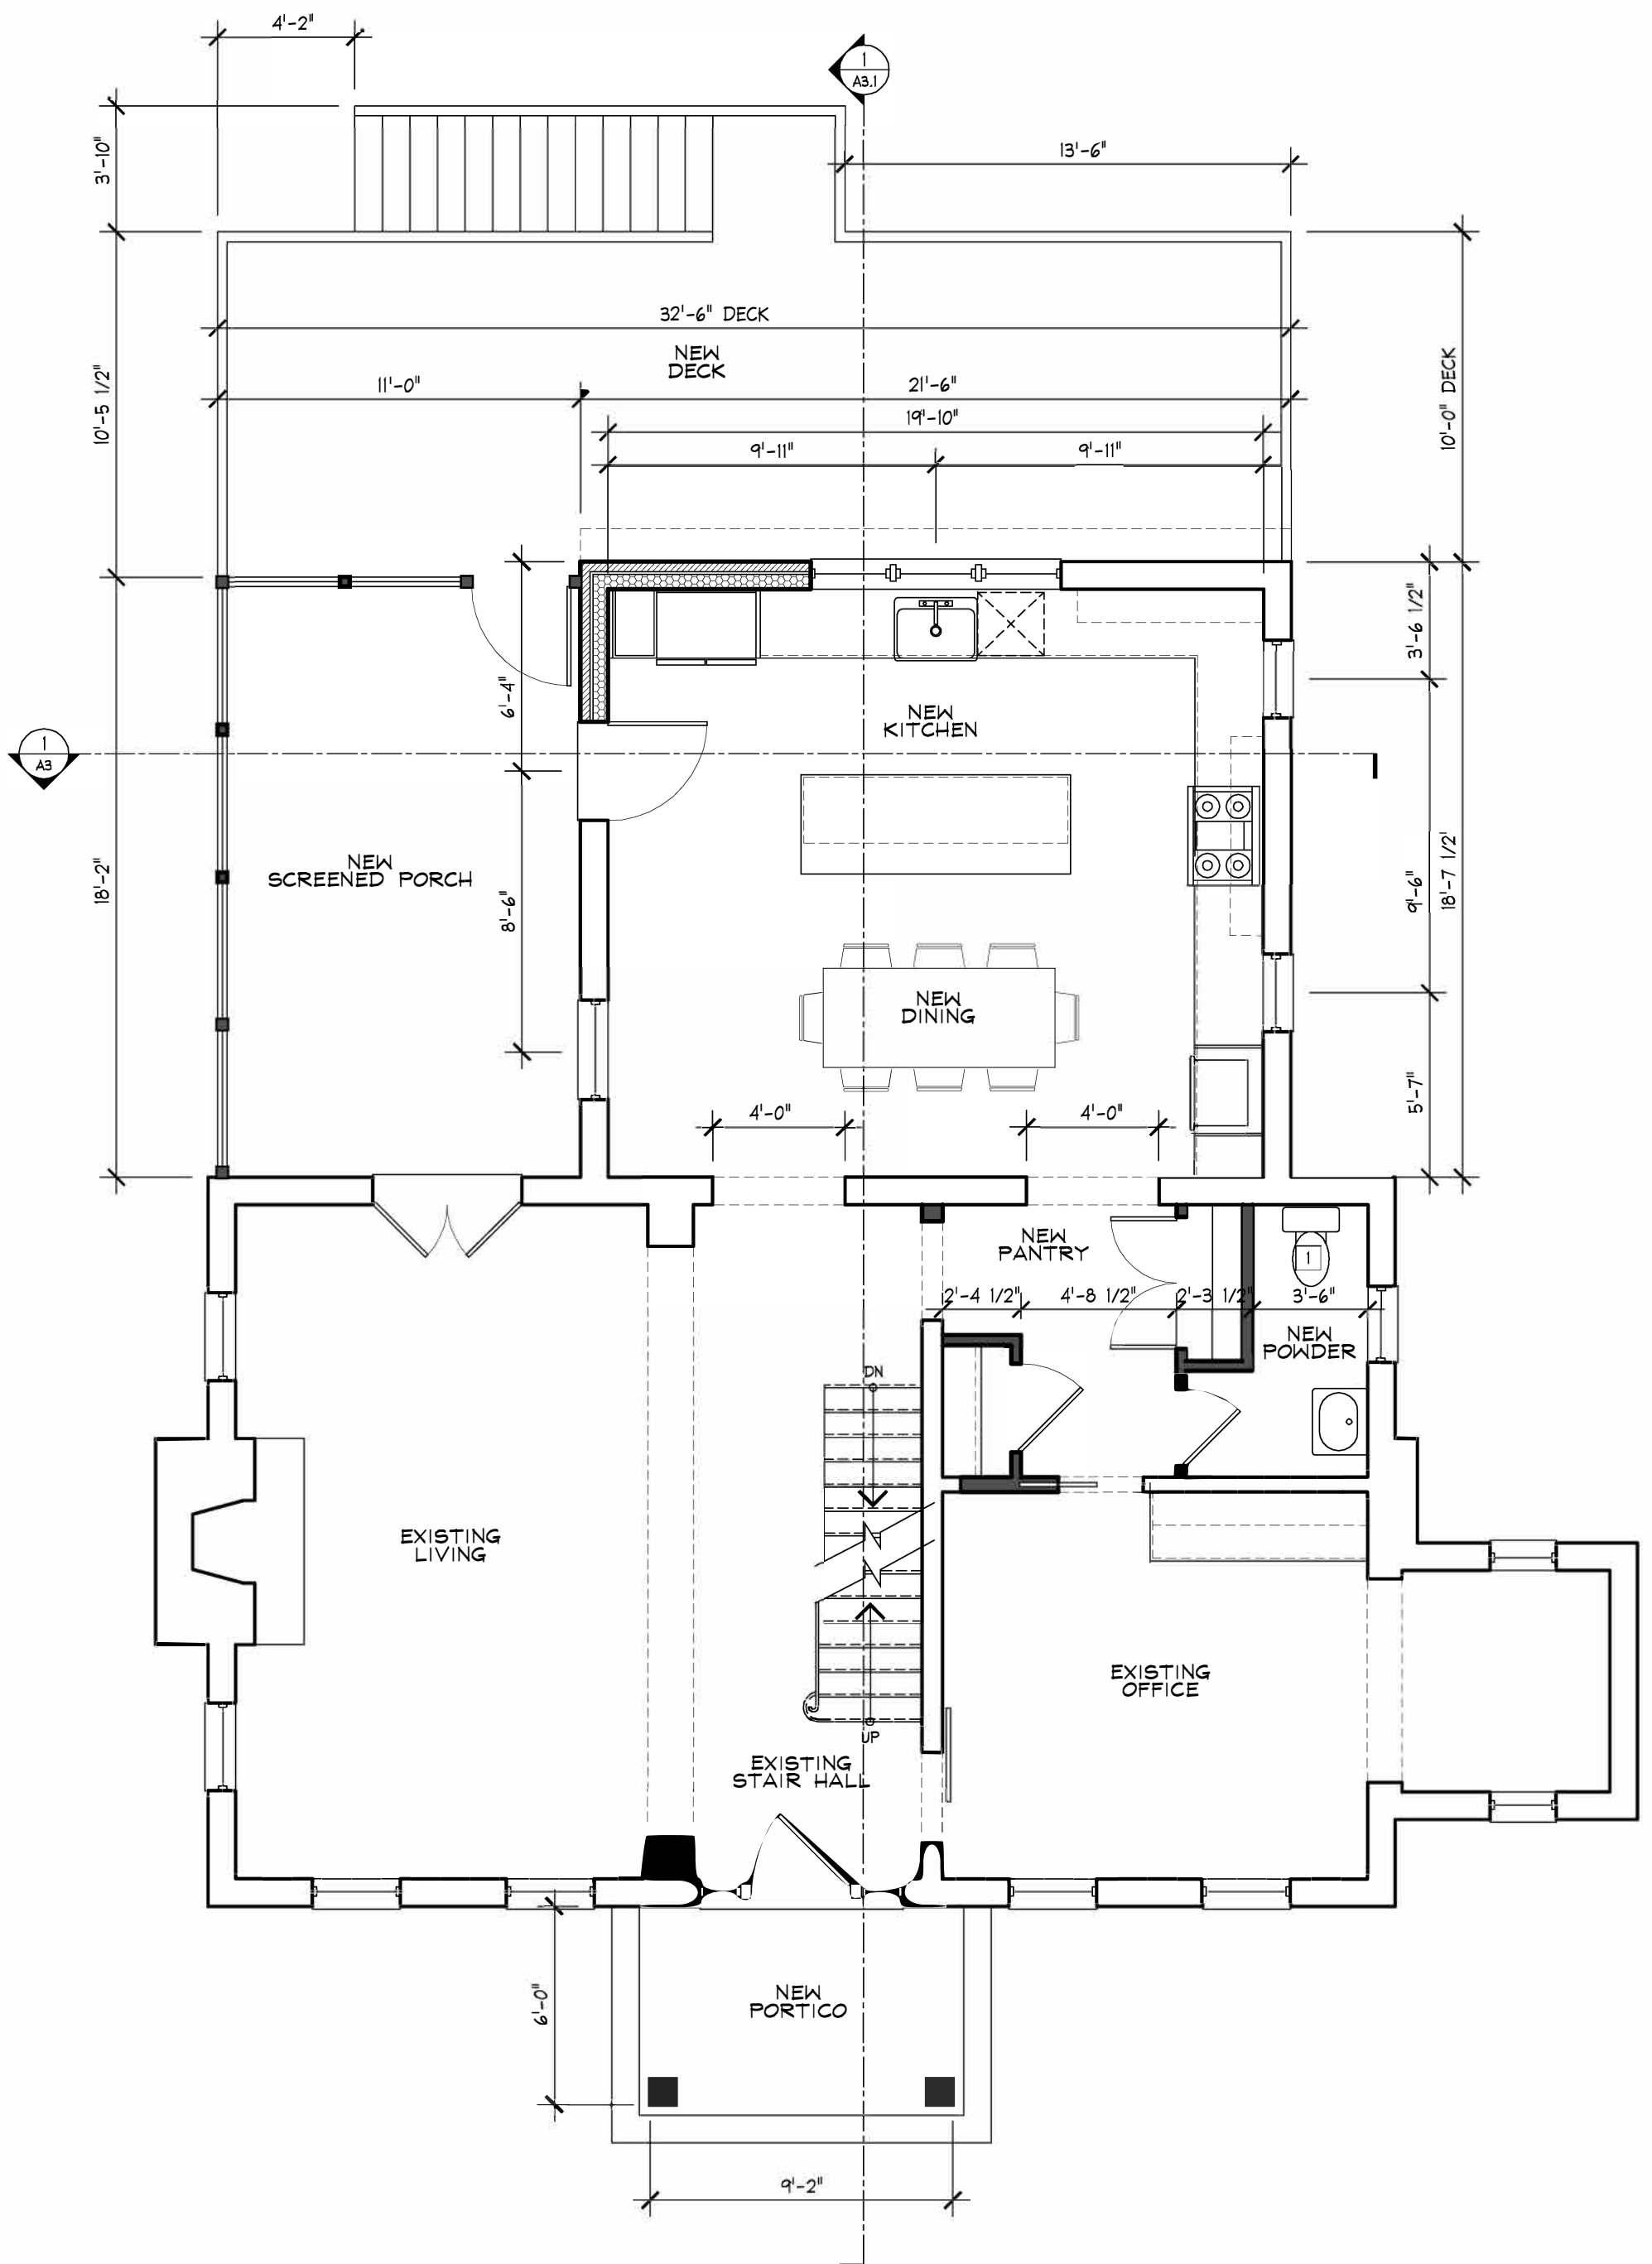 4'-2"
1
A3.1
3'-10"
13'-6"
32'-6" DECK
NEW
DECK
10'-5 1/2"
11'-0"
21'-6"
10'-0" DECK
19'-10"
9'-11"
9'-11"
3'-6 1/2"
6'-4"
NEW
KITCHEN
1
A3
NEW
SCREENED PORCH
18'-2"
8'-6"
9'-6"
18'-7 1/2'
NEW
DINING
5'-7"
4'-0"
4'-0"
NEW
PANTRY
1
2'-4 1/2"
4'-8 1/2"
2'-3 1/2"
3'-6"
NEW
POWDER
DN
EXISTING
LIVING
EXISTING
OFFICE
UP
EXISTING
STAIR HALL
6'-0"
NEW
PORTICO
9'-2"